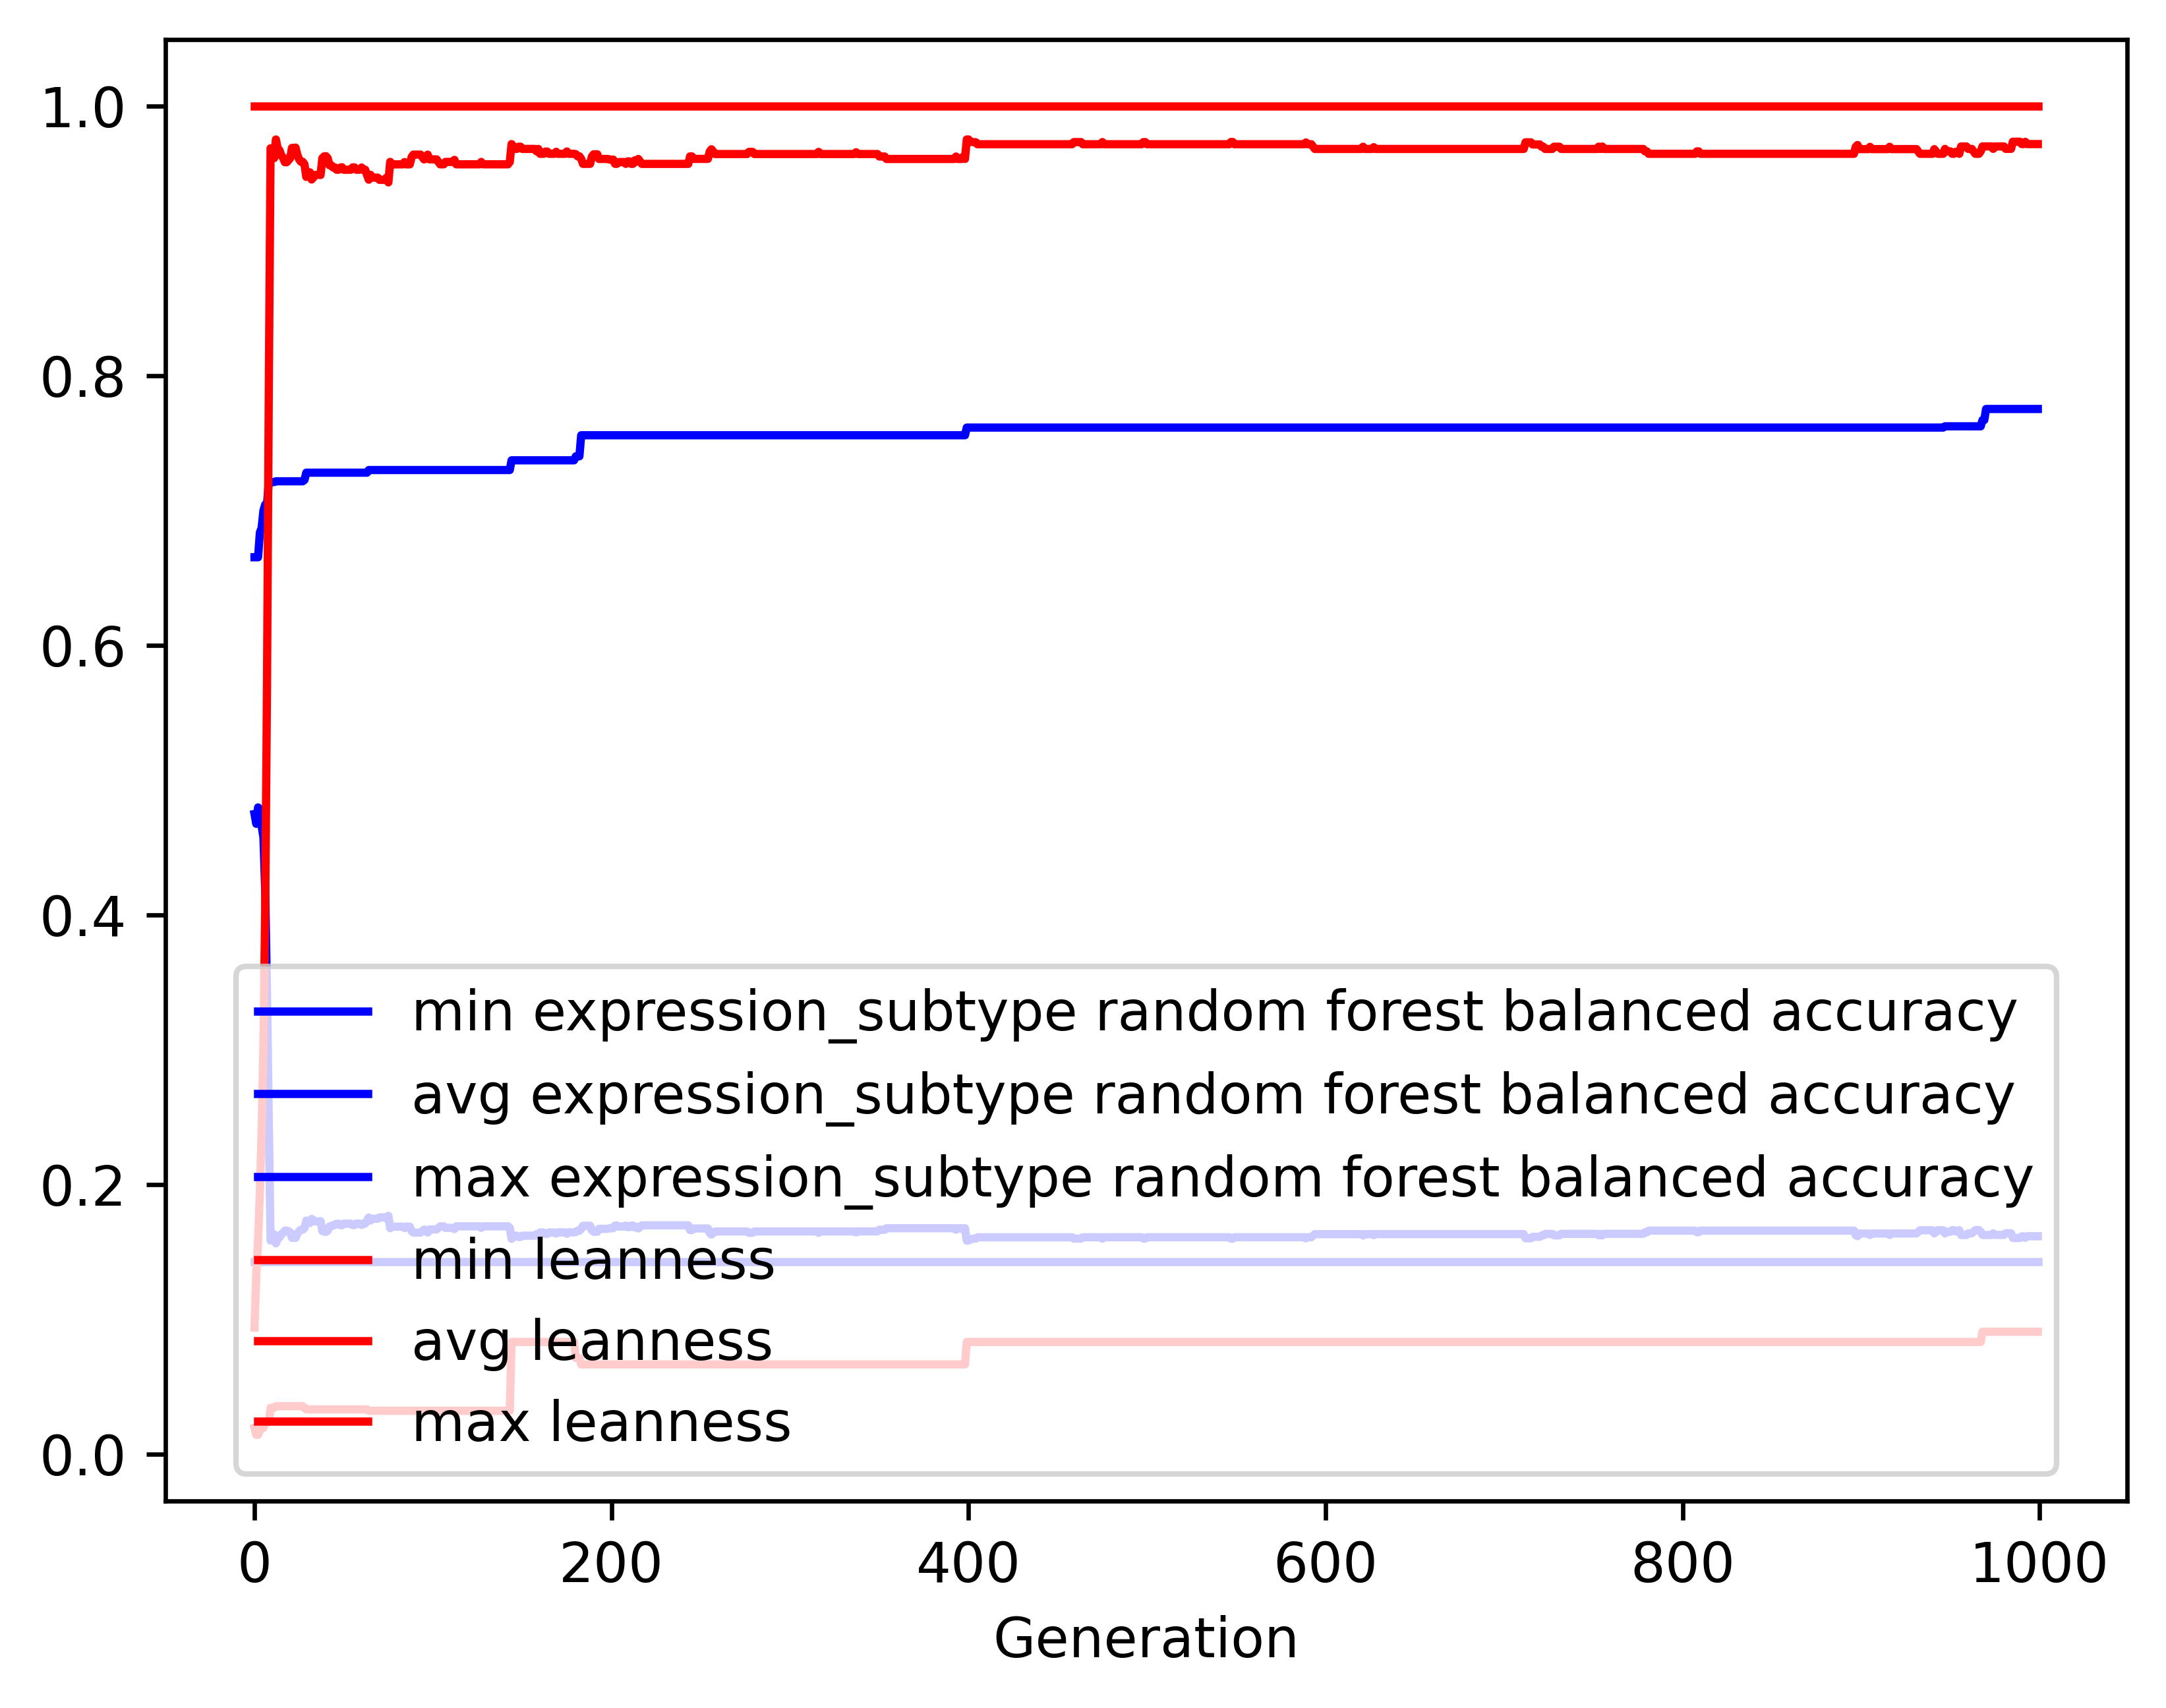 1.0
0.8
0.6
0.4
0.2
0.0
min expression_subtype random forest balanced accuracy
avg expression_subtype random forest balanced accuracy
max expression_subtype random forest balanced accuracy
min leanness
avg leanness
max leanness
0 200 400 600 800 1000
Generation